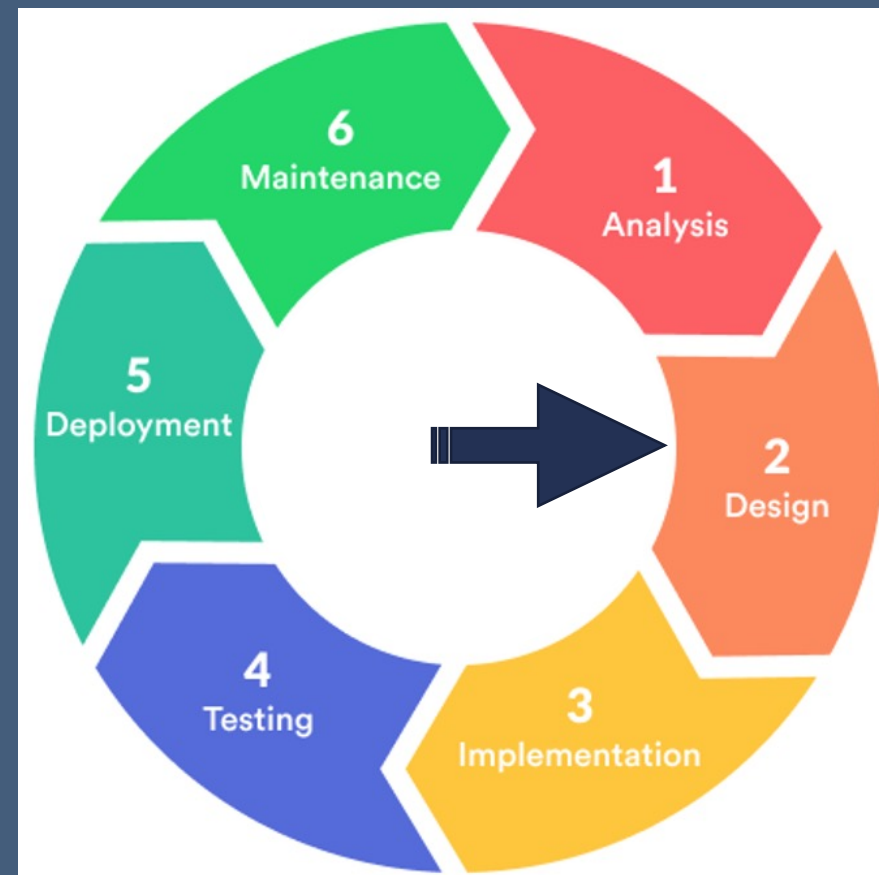 1
Analysis
2
Design
3
Implementation
4
Testing
5
Deployment
6
Maintenance